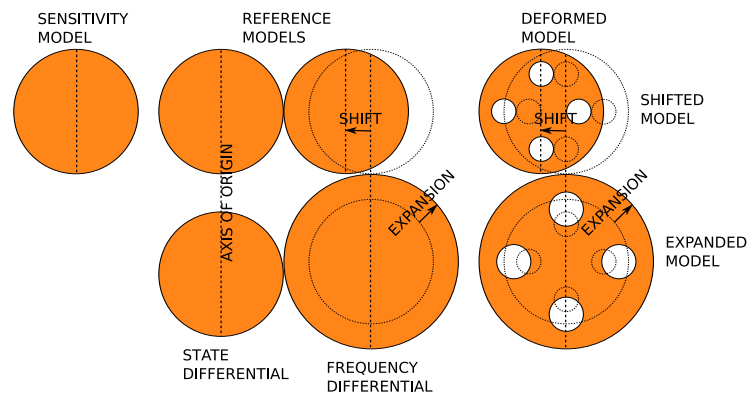 SENSITIVITY
MODEL
REFERENCE
MODELS
DEFORMED
MODEL
SHIFT
SHIFT
SHIFTED
MODEL
AXIS OF ORIGIN
EXPANSION
EXPANSION
EXPANDED
MODEL
STATE
DIFFERENTIAL
FREQUENCY
DIFFERENTIAL